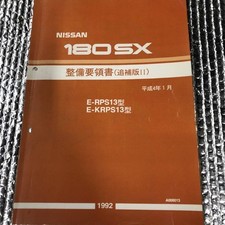 NISSAN
180SX
整備要領書(追補版II)
平成4年1月
E-RPS13型
E-KRPS13型
1992